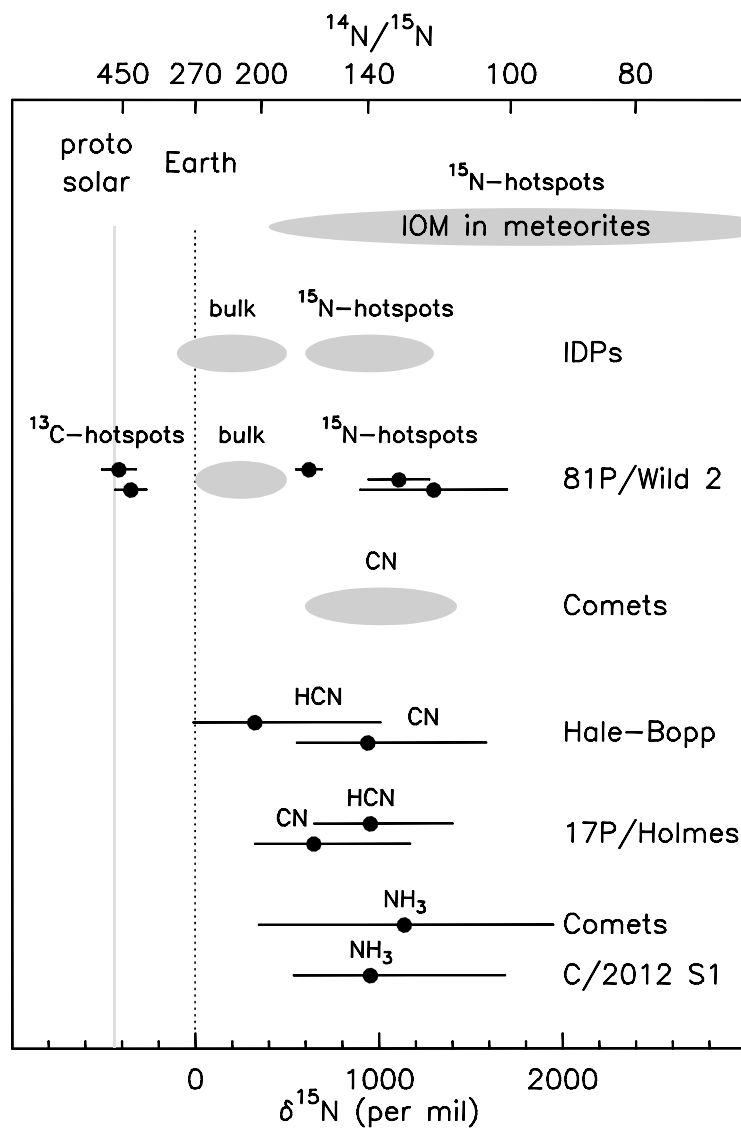 ¹⁴N/¹⁵N
450 270 200 140 100 80
proto
solar
Earth
¹⁵N-hotspots
IOM in meteorites
bulk ¹⁵N-hotspots
IDPs
¹³C-hotspots bulk ¹⁵N-hotspots
81P/Wild 2
CN
Comets
HCN
CN
Hale-Bopp
HCN
CN
17P/Holmes
NH₃
Comets
NH₃
C/2012 S1
0 1000 2000
δ¹⁵N (per mil)